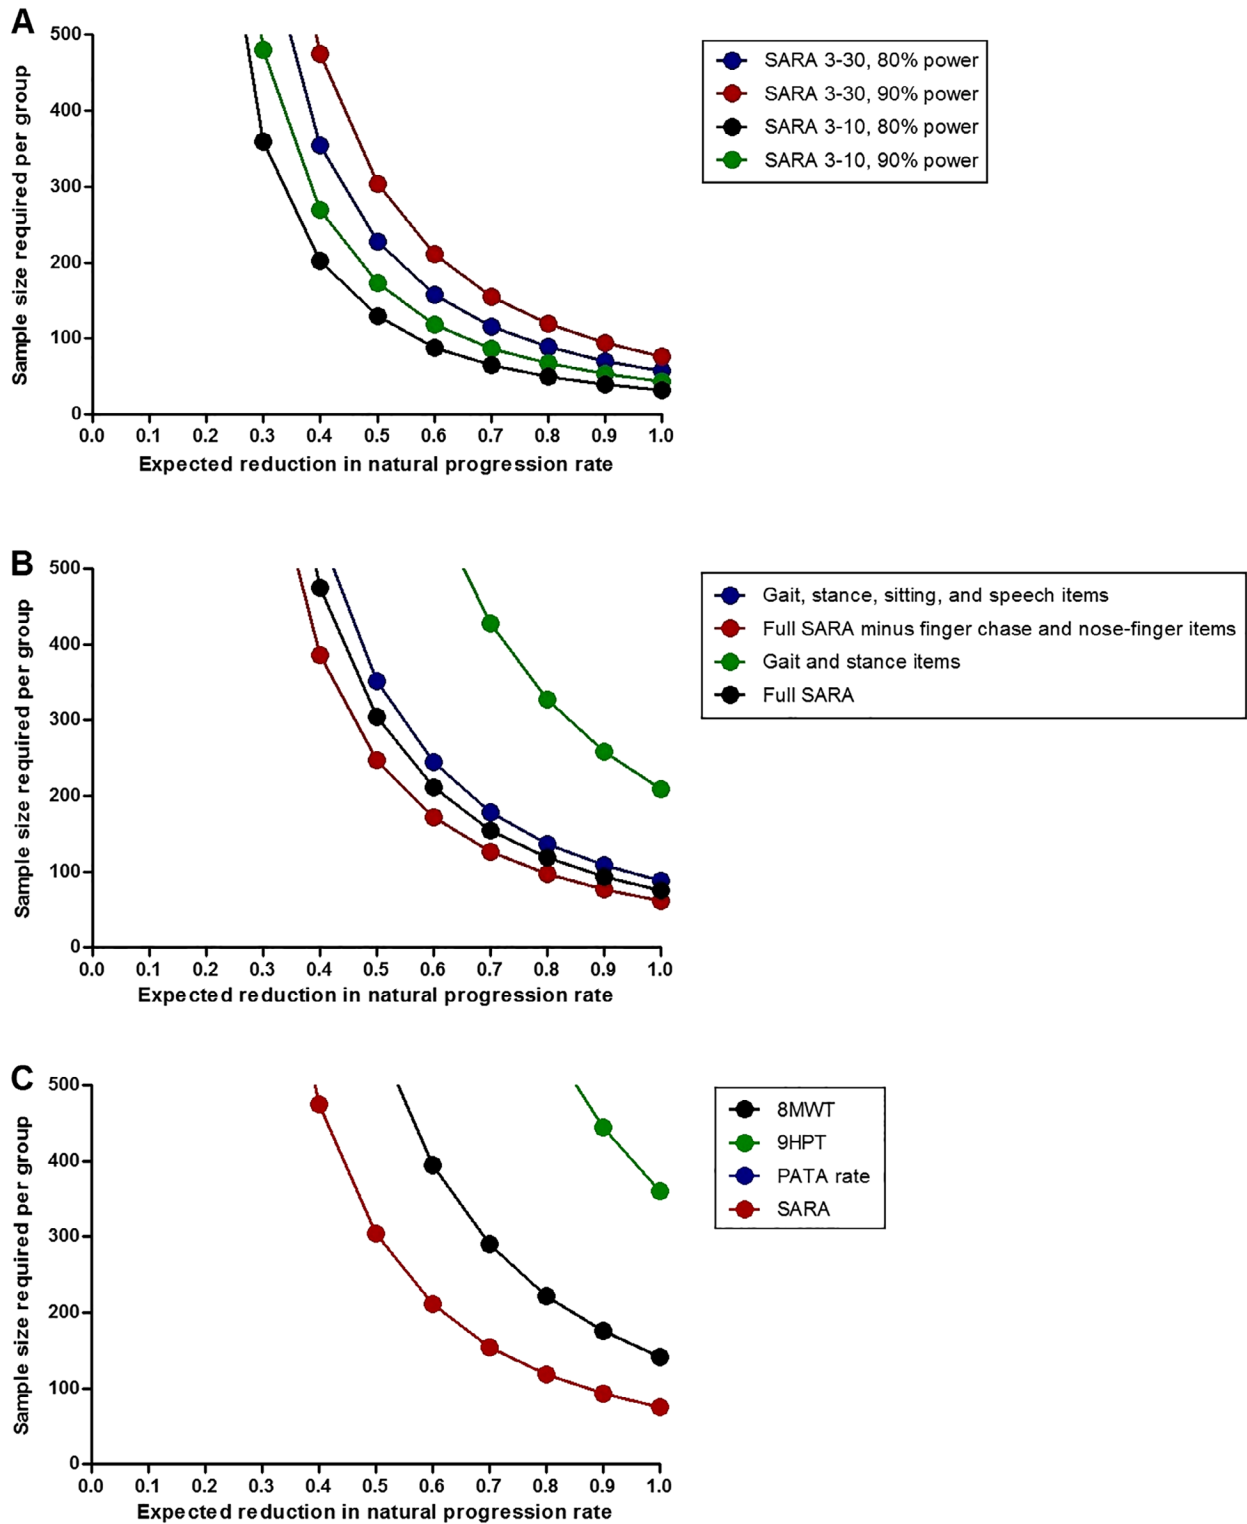 A
Sample size required per group
500
400
300
200
100
0
0.0 0.1 0.2 0.3 0.4 0.5 0.6 0.7 0.8 0.9 1.0
Expected reduction in natural progression rate
SARA 3-30, 80% power
SARA 3-30, 90% power
SARA 3-10, 80% power
SARA 3-10, 90% power
B
Sample size required per group
500
400
300
200
100
0
0.0 0.1 0.2 0.3 0.4 0.5 0.6 0.7 0.8 0.9 1.0
Expected reduction in natural progression rate
Gait, stance, sitting, and speech items
Full SARA minus finger chase and nose-finger items
Gait and stance items
Full SARA
C
Sample size required per group
500
400
300
200
100
0
0.0 0.1 0.2 0.3 0.4 0.5 0.6 0.7 0.8 0.9 1.0
Expected reduction in natural progression rate
8MWT
9HPT
PATA rate
SARA